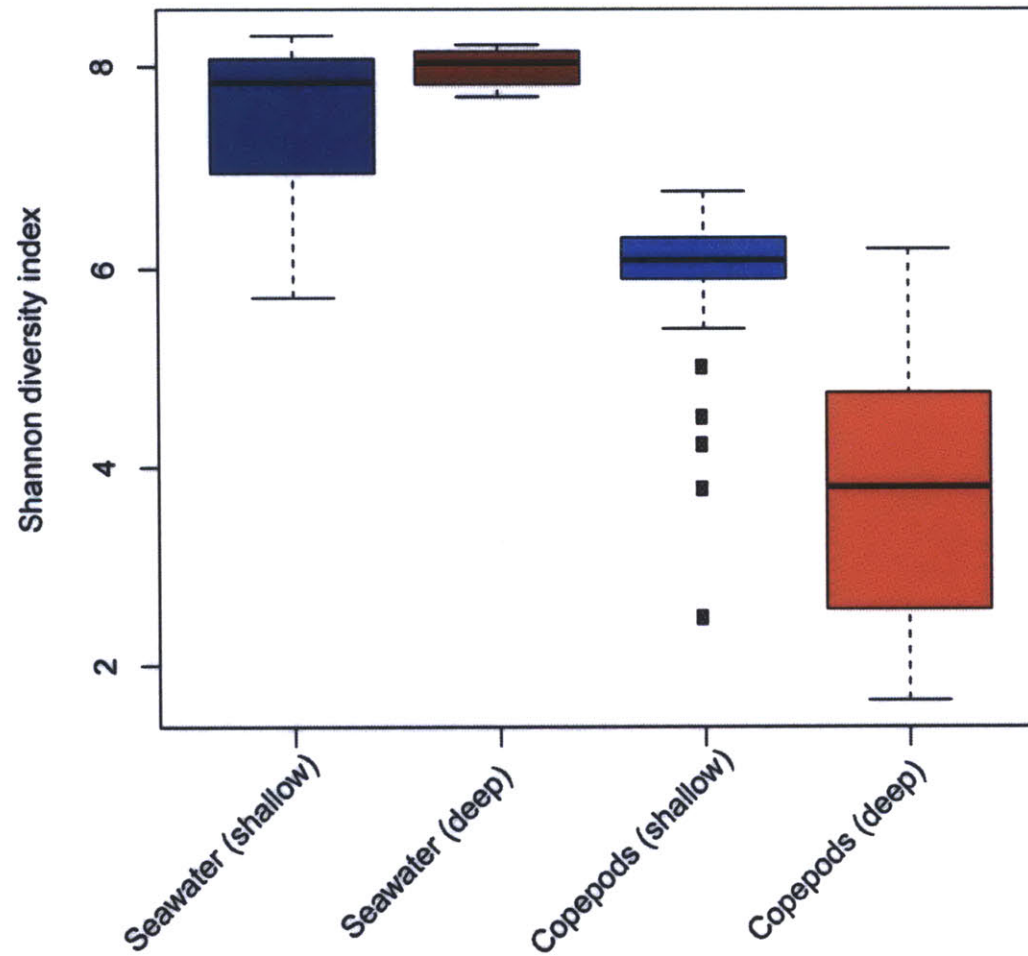 Shannon diversity index
8
6
4
2
Seawater (shallow)
Seawater (deep)
Copepods (shallow)
Copepods (deep)